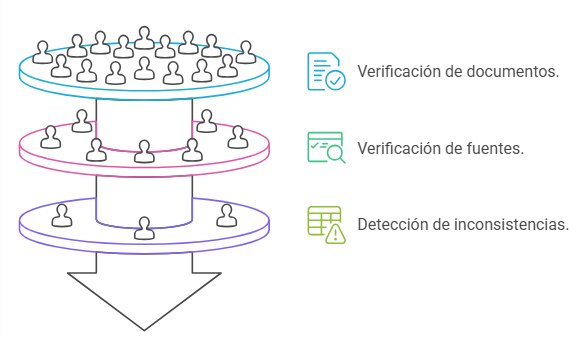 Verificación de documentos.
Verificación de fuentes.
Detección de inconsistencias.